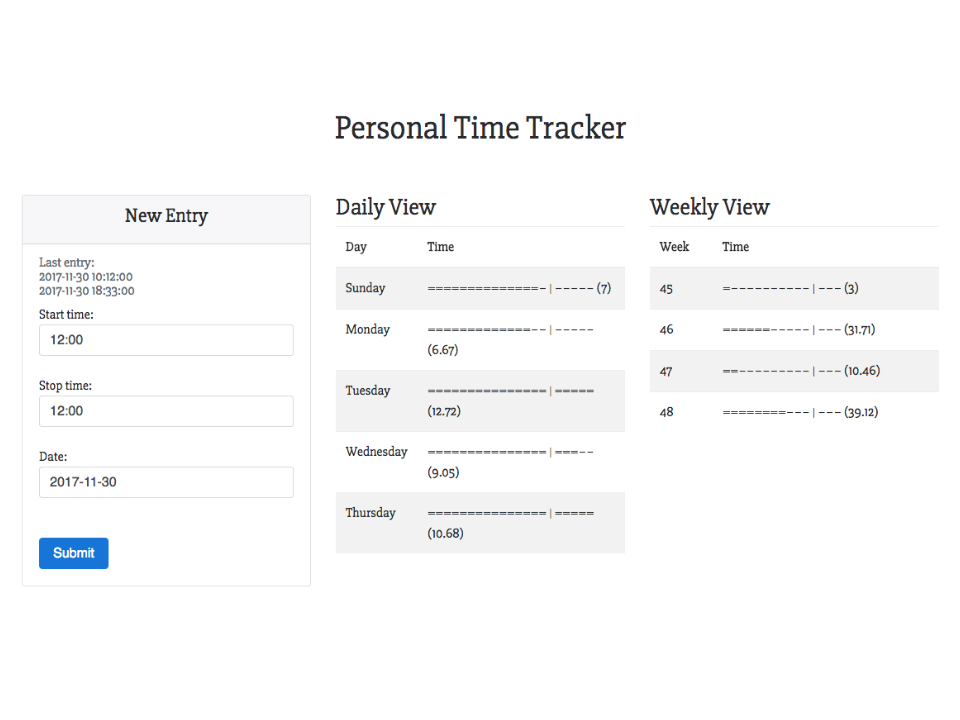 Personal Time Tracker
New Entry
Last entry:
2017-11-30 10:12:00
2017-11-30 18:33:00
Start time:
12:00
Stop time:
12:00
Date:
2017-11-30
Submit
Daily View
Day Time
Sunday ==============-|----- (7)
Monday =============--|-----
(6.67)
Tuesday ===============|=====
(12.72)
Wednesday ===============|===--
(9.05)
Thursday ===============|=====
(10.68)
Weekly View
Week Time
45 =----------|--- (3)
46 ======-----|--- (31.71)
47 ==---------|--- (10.46)
48 ========---|--- (39.12)